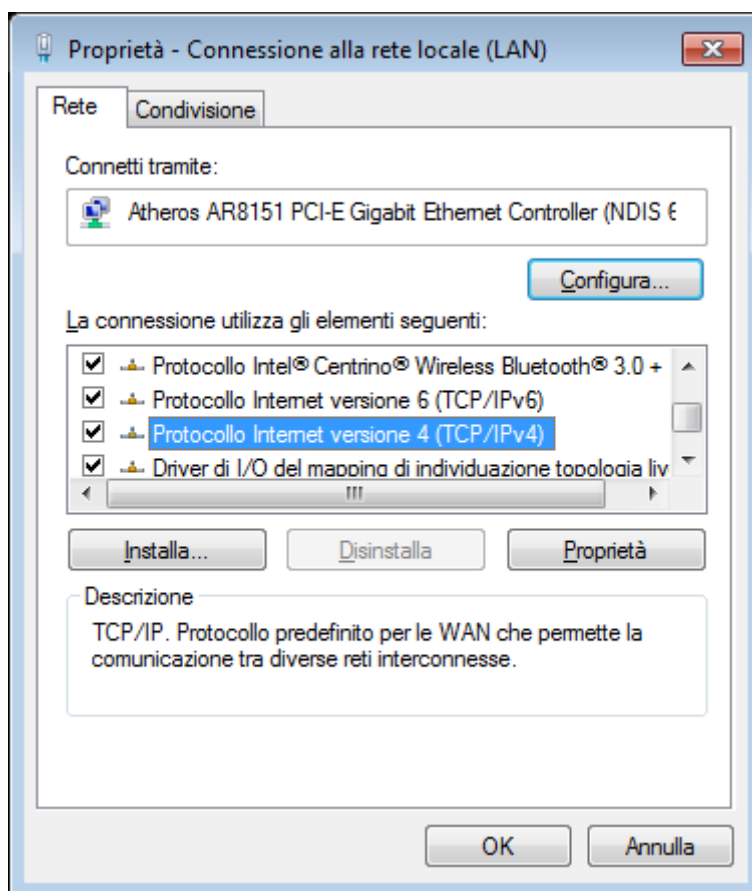 Proprietà - Connessione alla rete locale (LAN)
Rete
Condivisione
Connetti tramite:
Atheros AR8151 PCI-E Gigabit Ethernet Controller (NDIS 6
Configura...
La connessione utilizza gli elementi seguenti:
Protocollo Intel® Centrino® Wireless Bluetooth® 3.0 +
Protocollo Internet versione 6 (TCP/IPv6)
Protocollo Internet versione 4 (TCP/IPv4)
Driver di I/O del mapping di individuazione topologia liv
Installa...
Disinstalla
Proprietà
Descrizione
TCP/IP. Protocollo predefinito per le WAN che permette la
comunicazione tra diverse reti interconnesse.
OK
Annulla